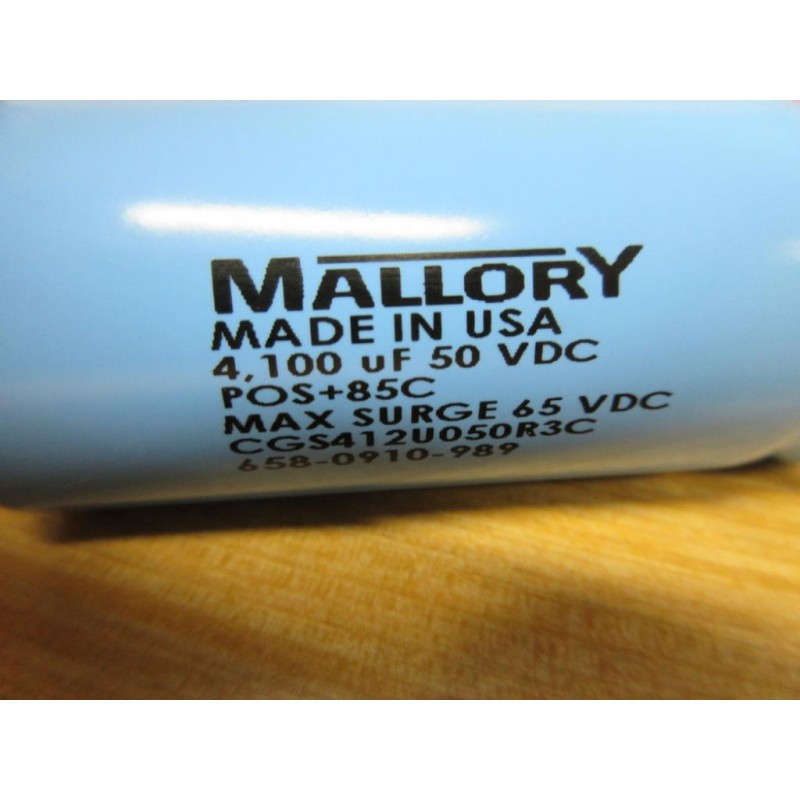 MALLORY
MADE IN USA
4,100 uF 50 VDC
POS+85C
MAX SURGE 65 VDC
CGS412U050R3C
658-0910-989